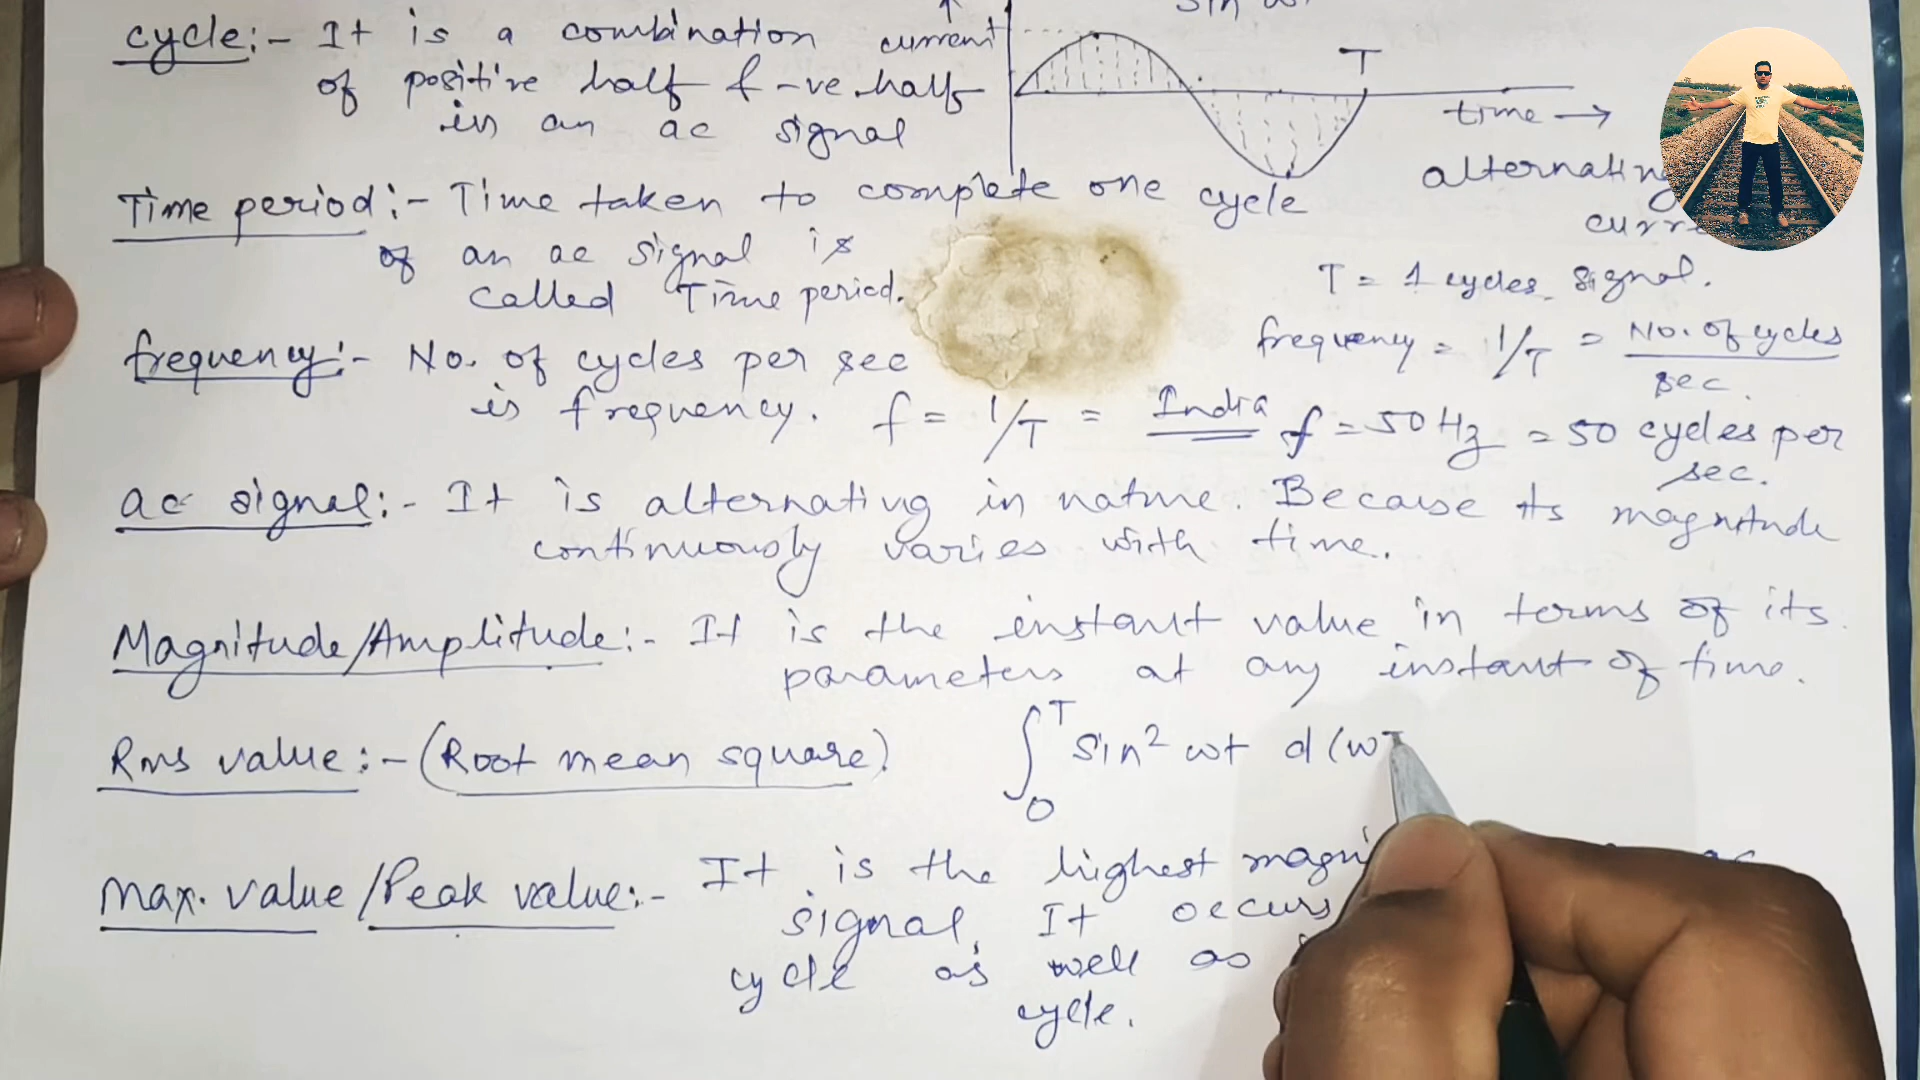 sin ω
cycle:- It is a combination
of positive half & -ve half
in an ac signal
current
T
time →
alternating
curr
Time period:- Time taken to complete one cycle
of an ac signal is
called Time period.
T = 1 cycles signal.
frequency:- No. of cycles per sec
is frequency. f = 1/T = India f = 50 Hz = 50 cycles per
sec.
frequency = 1/T = No. of cycles
sec.
ac signal:- It is alternating in nature. Because its magnitude
continuously varies with time.
Magnitude/Amplitude:- It is the instant value in terms of its
parameters at any instant of time.
Rms value:- (Root mean square) ∫₀ᵀ sin² ωt d(ω
Max. value/Peak value:- It is the highest magni
signal. It occurs
cycle as well as
cycle.